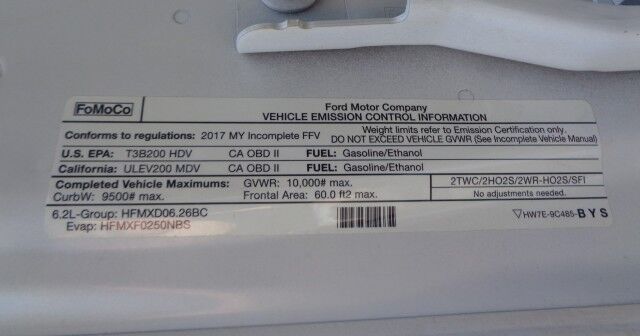 FoMoCo
Ford Motor Company
VEHICLE EMISSION CONTROL INFORMATION
Conforms to regulations: 2017 MY Incomplete FFV
Weight limits refer to Emission Certification only.
DO NOT EXCEED VEHICLE GVWR (See Incomplete Vehicle Manual)
U.S. EPA: T3B200 HDV CA OBD II FUEL: Gasoline/Ethanol
California: ULEV200 MDV CA OBD II FUEL: Gasoline/Ethanol
Completed Vehicle Maximums: GVWR: 10,000# max.
CurbW: 9500# max. Frontal Area: 60.0 ft2 max.
2TWC/2HO2S/2WR-HO2S/SFI
No adjustments needed.
6.2L-Group: HFMXD06.26BC
Evap: HFMXF0250NBS
▽HW7E-9C485-BYS